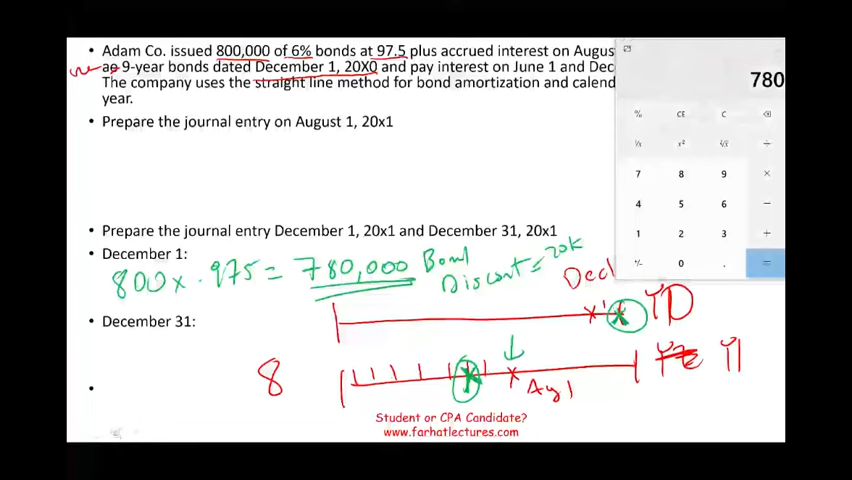 • Adam Co. issued 800,000 of 6% bonds at 97.5 plus accrued interest on Augus
9-year bonds dated December 1, 20X0 and pay interest on June 1 and Dec
The company uses the straight line method for bond amortization and calend
year.
• Prepare the journal entry on August 1, 20x1
• Prepare the journal entry December 1, 20x1 and December 31, 20x1
• December 1:
800 x .975 = 780,000 Bond
Discount = 20K
Dec 1
• December 31:
8
Aug 1
Student or CPA Candidate?
www.farhatlectures.com
780
% CE C
7 8 9 ×
4 5 6 −
1 2 3 +
+/- 0 . =